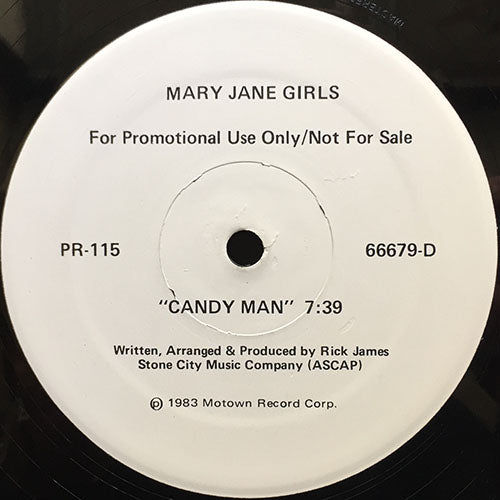 MARY JANE GIRLS
For Promotional Use Only/Not For Sale
PR-115 66679-D
"CANDY MAN" 7:39
Written, Arranged & Produced by Rick James
Stone City Music Company (ASCAP)
℗ 1983 Motown Record Corp.